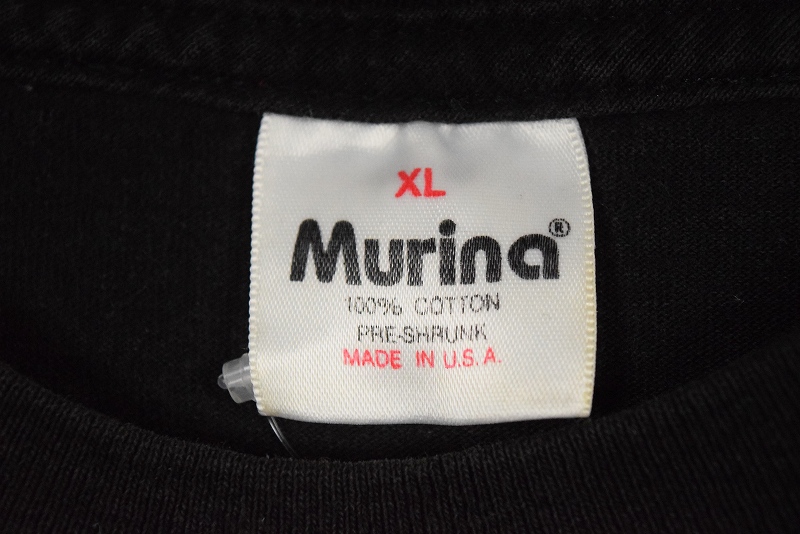 XL
Murina®
100% COTTON
PRE-SHRUNK
MADE IN U.S.A.